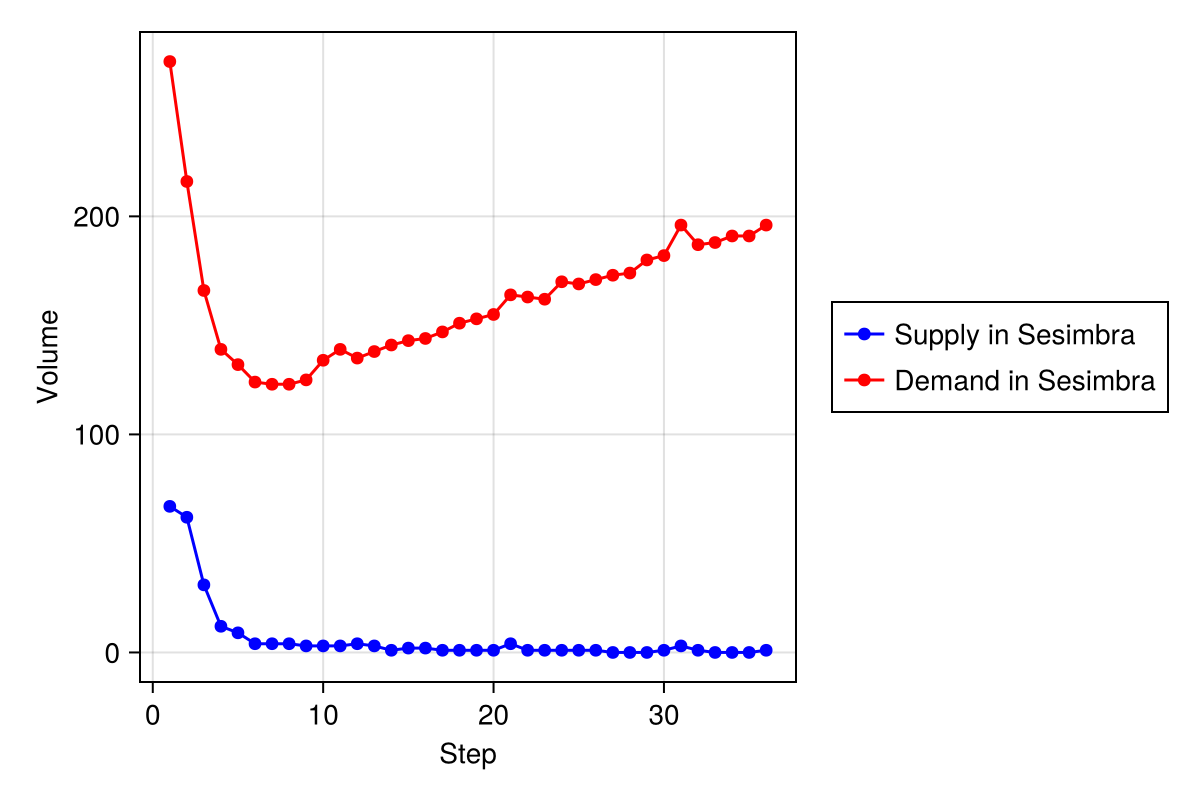 200
100
0
0 10 20 30
Volume
Step
Supply in Sesimbra
Demand in Sesimbra